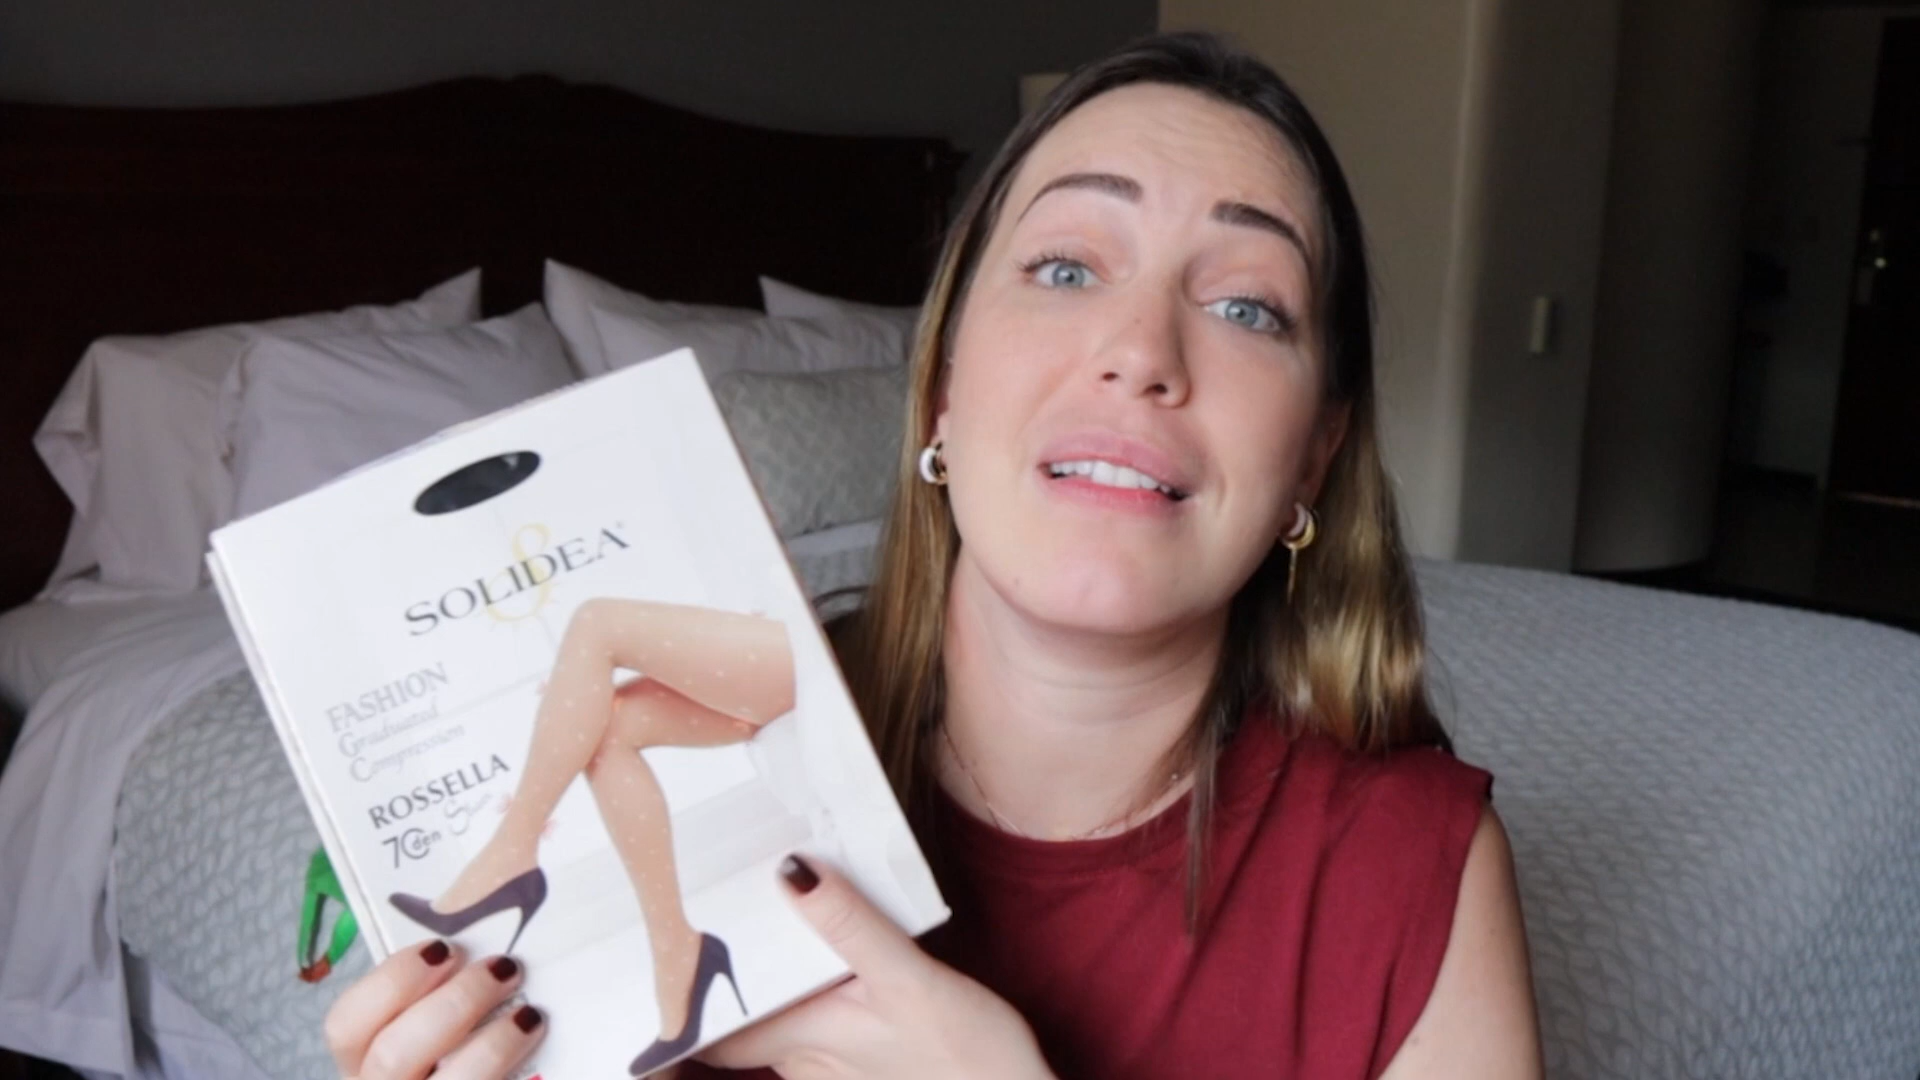 SOLIDEA
FASHION
Graduated
Compression
ROSSELLA
70den